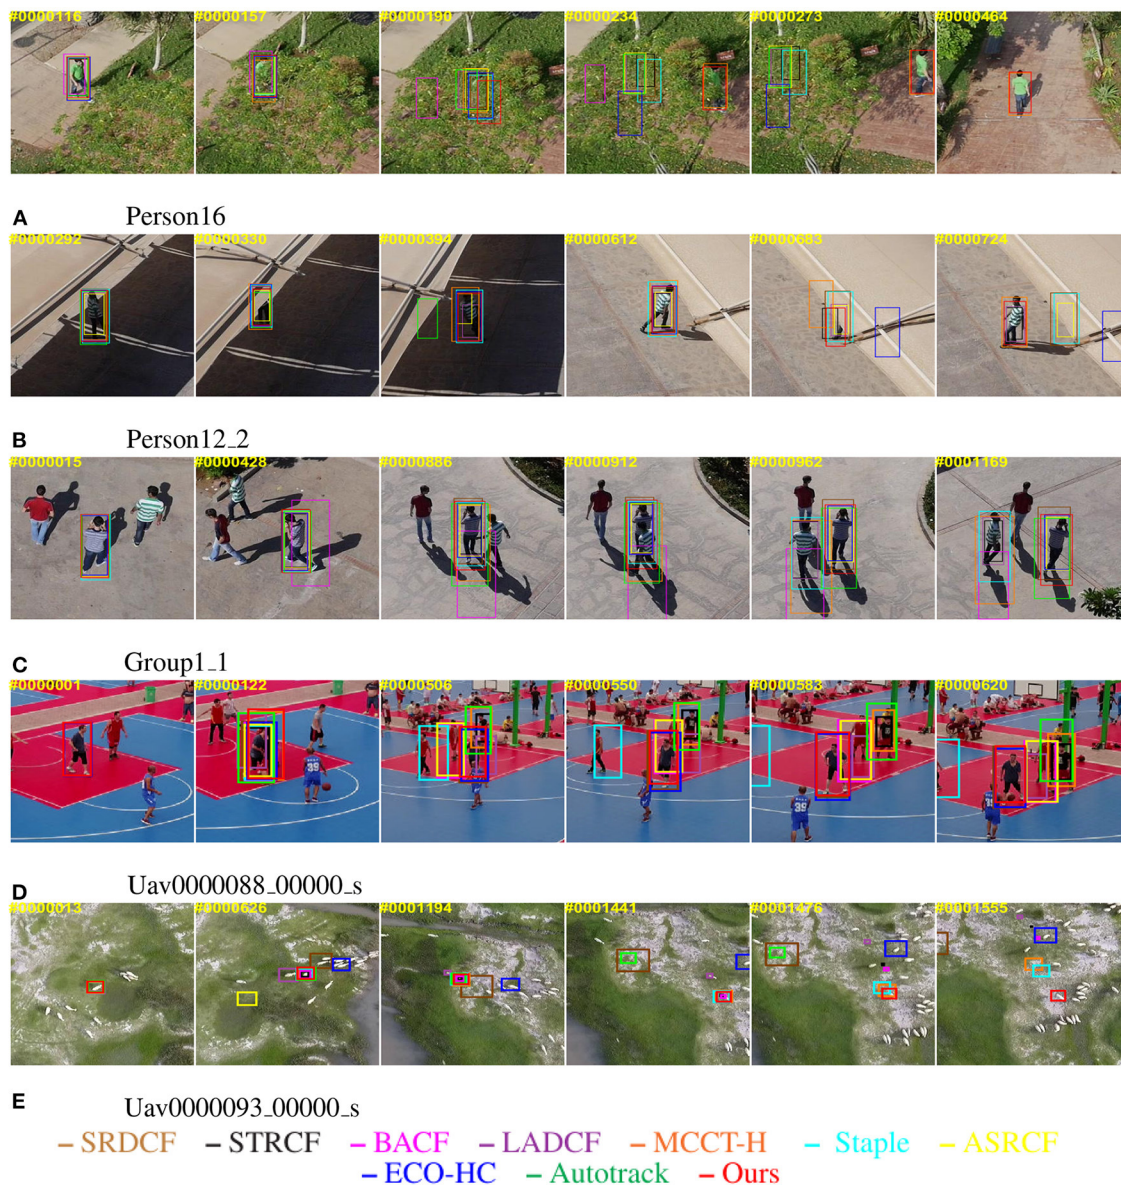 #0000116 #0000157 #0000190 #0000234 #0000273 #0000464
A Person16
#0000292 #0000330 #0000394 #0000612 #0000683 #0000724
B Person12_2
#0000015 #0000428 #0000886 #0000912 #0000962 #0001169
C Group1_1
#0000001 #0000122 #0000506 #0000550 #0000583 #0000620
39
39
D Uav0000088_00000_s
#0000013 #0000626 #0001194 #0001441 #0001476 #0001555
E Uav0000093_00000_s
– SRDCF – STRCF – BACF – LADCF – MCCT-H – Staple – ASRCF
– ECO-HC – Autotrack – Ours